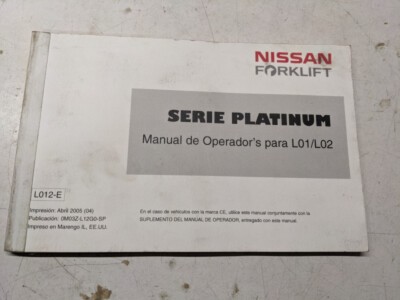 NISSAN
FORKLIFT
SERIE PLATINUM
Manual de Operador's para L01/L02
L012-E
Impresión: Abril 2005 (04)
Publicación: 0M03Z-L12G0-SP
Impreso en Marengo IL, EE.UU.
En el caso de vehículos con la marca CE, utilice este manual conjuntamente con la
SUPLEMENTO DEL MANUAL DE OPERADOR, entregado con este manual.